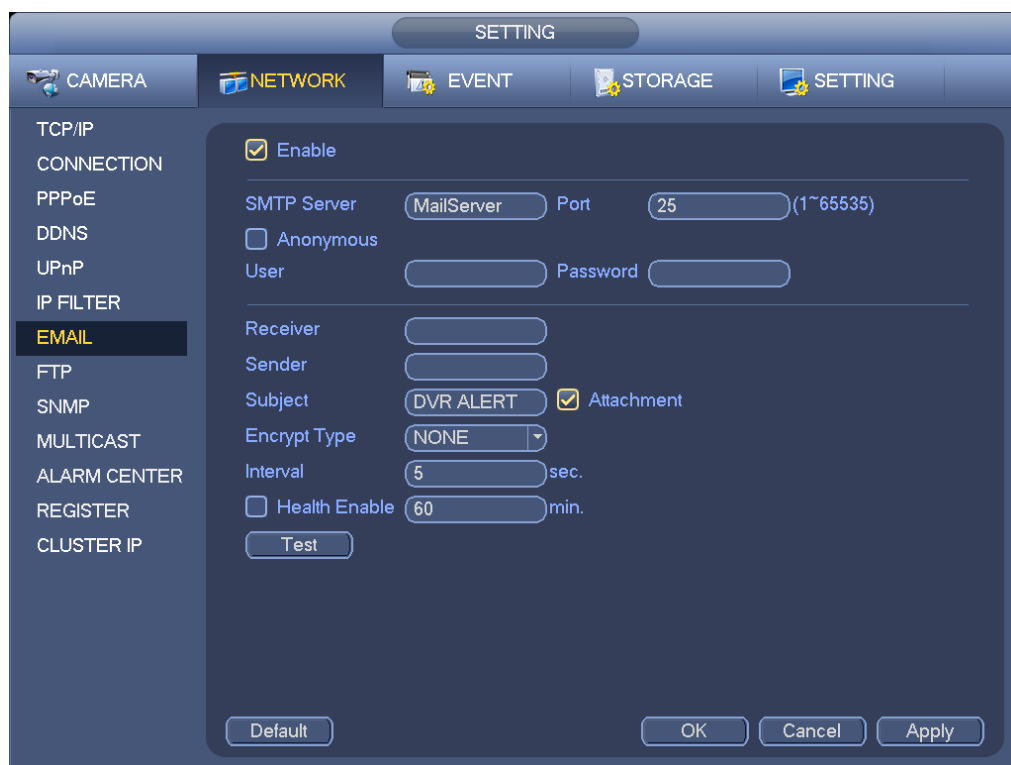 SETTING
CAMERA NETWORK EVENT STORAGE SETTING
TCP/IP
CONNECTION
PPPoE
DDNS
UPnP
IP FILTER
EMAIL
FTP
SNMP
MULTICAST
ALARM CENTER
REGISTER
CLUSTER IP
Enable
SMTP Server MailServer Port 25 (1~65535)
Anonymous
User Password
Receiver
Sender
Subject DVR ALERT Attachment
Encrypt Type NONE
Interval 5 sec.
Health Enable 60 min.
Test
Default OK Cancel Apply